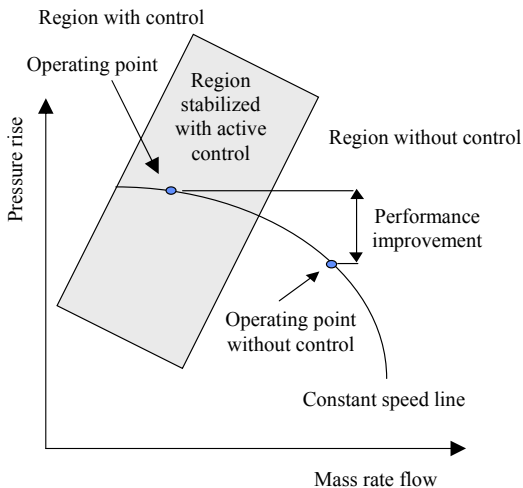 Region with control
Operating point
Region
stabilized
with active
control
Region without control
Pressure rise
Performance
improvement
Operating point
without control
Constant speed line
Mass rate flow